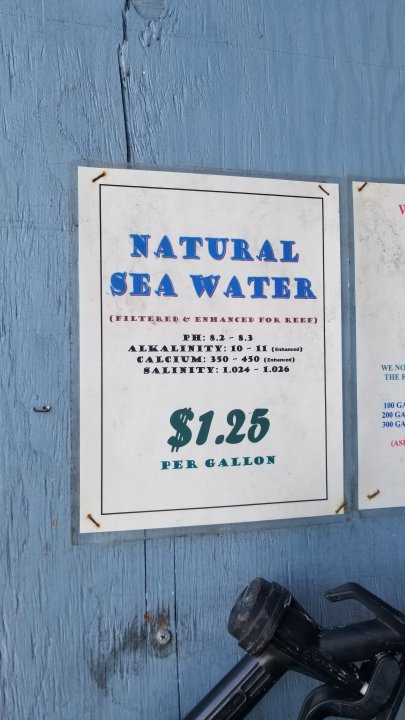 NATURAL
SEA WATER
(FILTERED & ENHANCED FOR REEF)
PH: 8.2 - 8.3
ALKALINITY: 10 - 11 (Enhanced)
CALCIUM: 350 - 450 (Enhanced)
SALINITY: 1.024 - 1.026
$1.25
PER GALLON
WE NO
THE F
100 GA
200 GA
300 GA
(AS